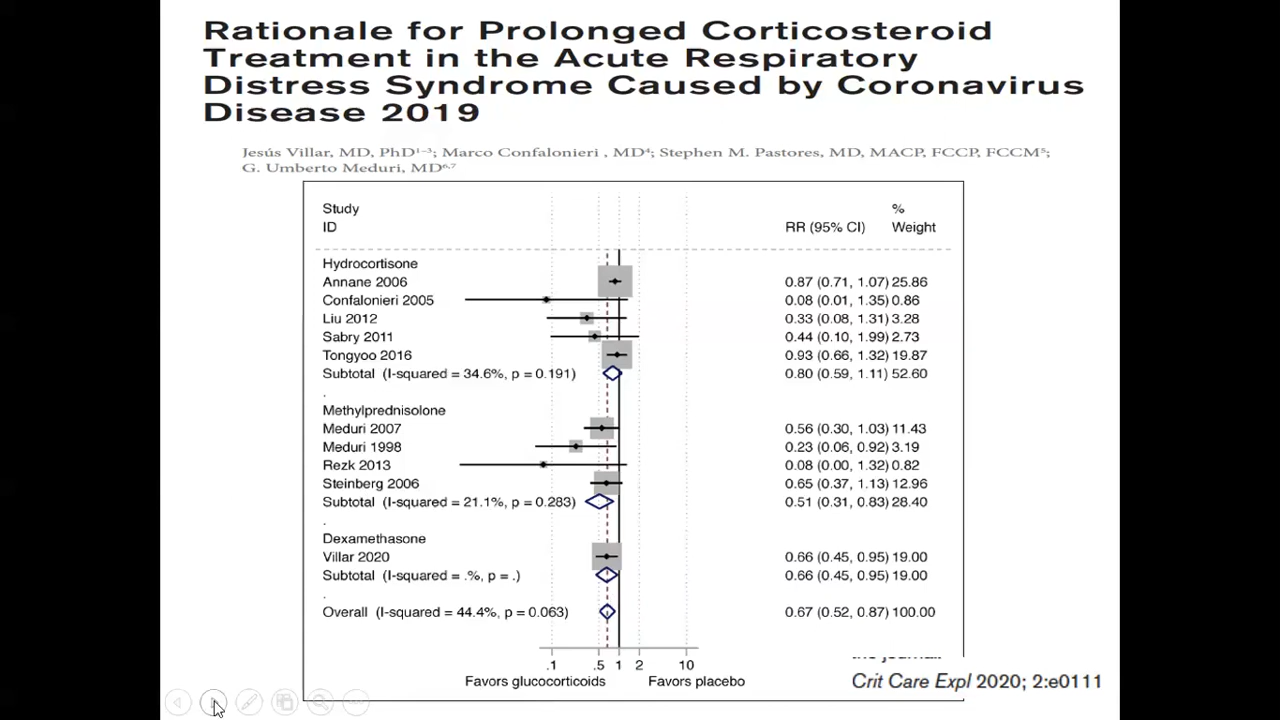 Rationale for Prolonged Corticosteroid
Treatment in the Acute Respiratory
Distress Syndrome Caused by Coronavirus
Disease 2019
Jesús Villar, MD, PhD¹⁻³; Marco Confalonieri , MD⁴; Stephen M. Pastores, MD, MACP, FCCP, FCCM⁵;
G. Umberto Meduri, MD⁶,⁷
Study %
ID RR (95% CI) Weight
Hydrocortisone
Annane 2006 0.87 (0.71, 1.07) 25.86
Confalonieri 2005 0.08 (0.01, 1.35) 0.86
Liu 2012 0.33 (0.08, 1.31) 3.28
Sabry 2011 0.44 (0.10, 1.99) 2.73
Tongyoo 2016 0.93 (0.66, 1.32) 19.87
Subtotal (I-squared = 34.6%, p = 0.191) 0.80 (0.59, 1.11) 52.60
.
Methylprednisolone
Meduri 2007 0.56 (0.30, 1.03) 11.43
Meduri 1998 0.23 (0.06, 0.92) 3.19
Rezk 2013 0.08 (0.00, 1.32) 0.82
Steinberg 2006 0.65 (0.37, 1.13) 12.96
Subtotal (I-squared = 21.1%, p = 0.283) 0.51 (0.31, 0.83) 28.40
.
Dexamethasone
Villar 2020 0.66 (0.45, 0.95) 19.00
Subtotal (I-squared = .%, p = .) 0.66 (0.45, 0.95) 19.00
.
Overall (I-squared = 44.4%, p = 0.063) 0.67 (0.52, 0.87) 100.00
.1 .5 1 2 10
Favors glucocorticoids Favors placebo
Crit Care Expl 2020; 2:e0111